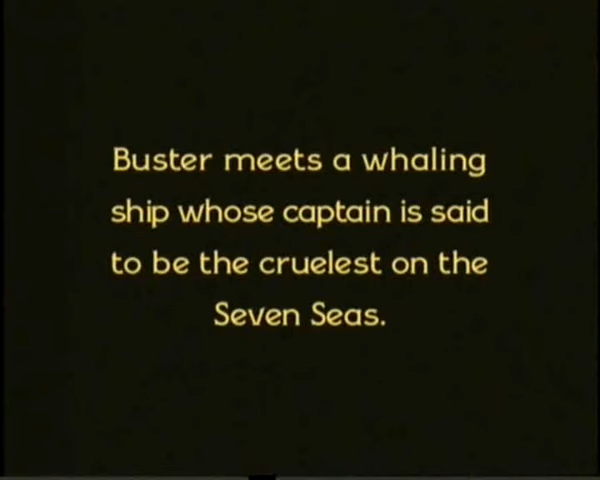 Buster meets a whaling
ship whose captain is said
to be the cruelest on the
Seven Seas.